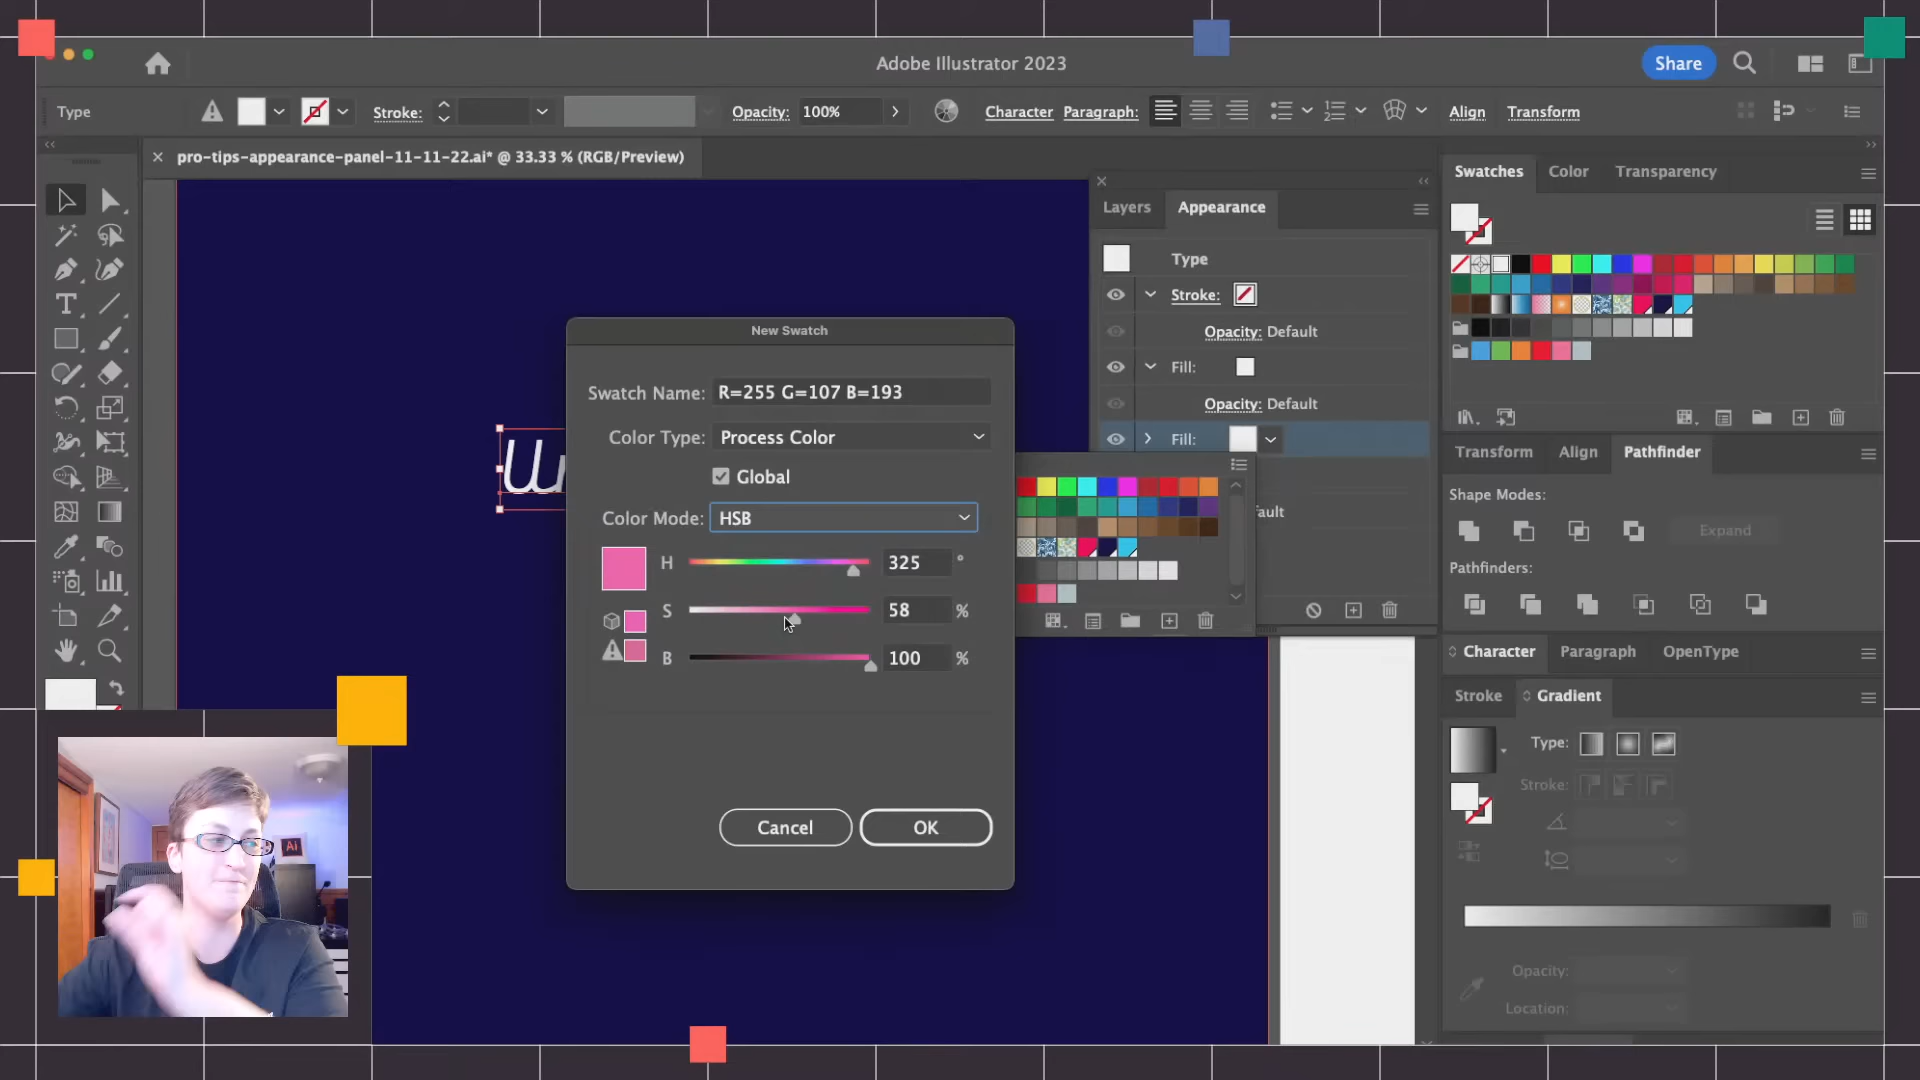 Adobe Illustrator 2023
Share
Type
Stroke:
Opacity: 100%
Character Paragraph:
Align Transform
pro-tips-appearance-panel-11-11-22.ai* @ 33.33 % (RGB/Preview)
Layers Appearance
Type
Stroke:
Opacity: Default
Fill:
Opacity: Default
Fill:
New Swatch
Swatch Name: R=255 G=107 B=193
Color Type: Process Color
Global
Color Mode: HSB
H 325 °
S 58 %
B 100 %
Cancel OK
Swatches Color Transparency
Transform Align Pathfinder
Shape Modes:
Expand
Pathfinders:
Character Paragraph OpenType
Stroke Gradient
Type:
Stroke:
Opacity:
Location:
Ai